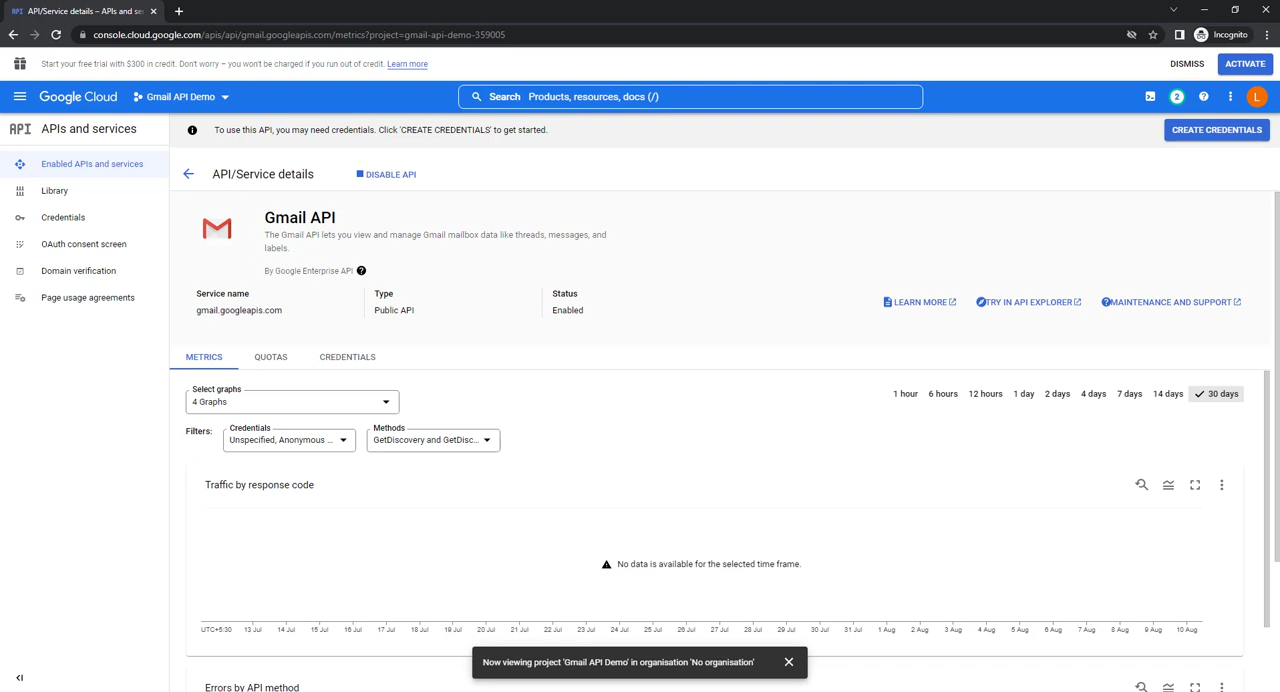 API/Service details – APIs and se
console.cloud.google.com/apis/api/gmail.googleapis.com/metrics?project=gmail-api-demo-359005
Incognito
Start your free trial with $300 in credit. Don't worry – you won't be charged if you run out of credit. Learn more
DISMISS
ACTIVATE
Google Cloud
Gmail API Demo
Search Products, resources, docs (/)
2
L
API APIs and services
To use this API, you may need credentials. Click 'CREATE CREDENTIALS' to get started.
CREATE CREDENTIALS
Enabled APIs and services
Library
Credentials
OAuth consent screen
Domain verification
Page usage agreements
API/Service details
DISABLE API
Gmail API
The Gmail API lets you view and manage Gmail mailbox data like threads, messages, and
labels.
By Google Enterprise API
Service name
gmail.googleapis.com
Type
Public API
Status
Enabled
LEARN MORE
TRY IN API EXPLORER
MAINTENANCE AND SUPPORT
METRICS QUOTAS CREDENTIALS
Select graphs
4 Graphs
1 hour 6 hours 12 hours 1 day 2 days 4 days 7 days 14 days 30 days
Filters:
Credentials
Unspecified, Anonymous ...
Methods
GetDiscovery and GetDisc...
Traffic by response code
No data is available for the selected time frame.
UTC+5:30 13 Jul 14 Jul 15 Jul 16 Jul 17 Jul 18 Jul 19 Jul 20 Jul 21 Jul 22 Jul 23 Jul 24 Jul 25 Jul 26 Jul 27 Jul 28 Jul 29 Jul 30 Jul 31 Jul 1 Aug 2 Aug 3 Aug 4 Aug 5 Aug 6 Aug 7 Aug 8 Aug 9 Aug 10 Aug
Now viewing project 'Gmail API Demo' in organisation 'No organisation'
Errors by API method